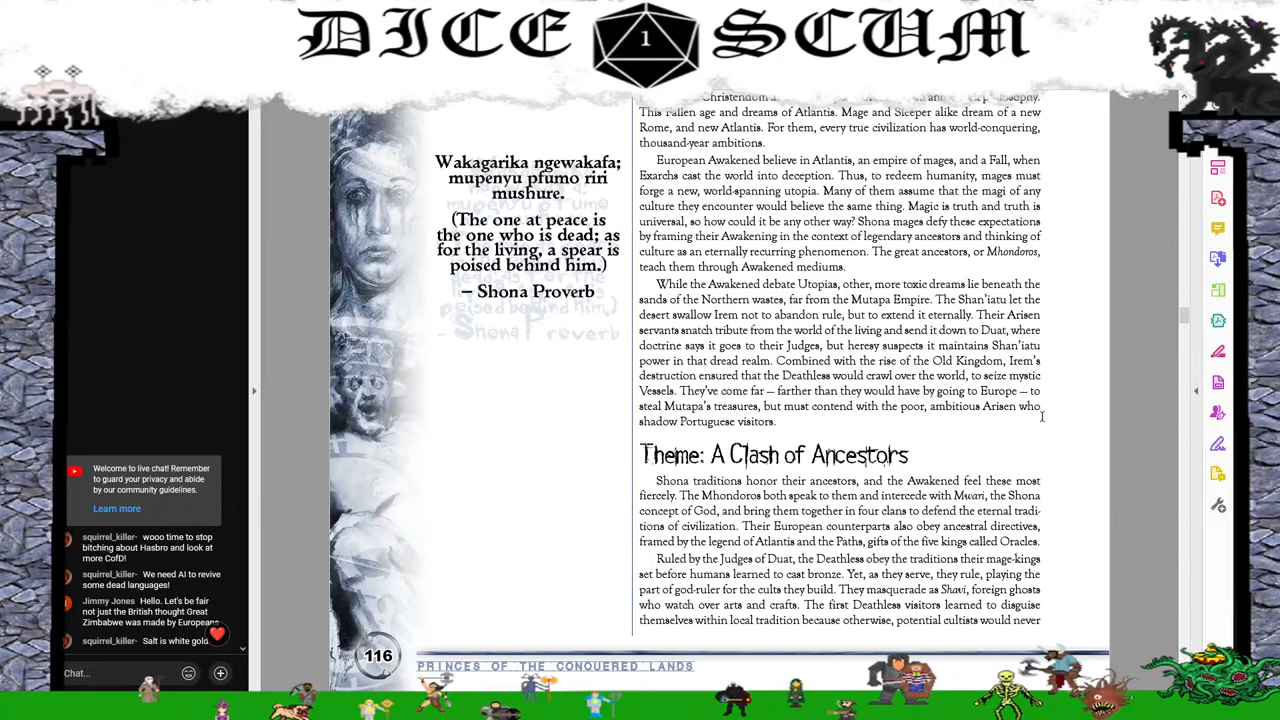 DICE 1 SCUM
Welcome to live chat! Remember
to guard your privacy and abide
by our community guidelines.
Learn more
squirrel_killer- wooo time to stop
bitching about Hasbro and look at
more CofD!
squirrel_killer- We need AI to revive
some dead languages!
Jimmy Jones Hello. Let's be fair
not just the British thought Great
Zimbabwe was made by Europeans
squirrel_killer- Salt is white gold
Chat...
Wakagarika ngewakafa;
mupenyu pfumo riri
mushure.
(The one at peace is
the one who is dead; as
for the living, a spear is
poised behind him.)
– Shona Proverb
Christendom
philosophy.
This Fallen age and dreams of Atlantis. Mage and Sleeper alike dream of a new
Rome, and new Atlantis. For them, every true civilization has world-conquering,
thousand-year ambitions.
European Awakened believe in Atlantis, an empire of mages, and a Fall, when
Exarchs cast the world into deception. Thus, to redeem humanity, mages must
forge a new, world-spanning utopia. Many of them assume that the magi of any
culture they encounter would believe the same thing. Magic is truth and truth is
universal, so how could it be any other way? Shona mages defy these expectations
by framing their Awakening in the context of legendary ancestors and thinking of
culture as an eternally recurring phenomenon. The great ancestors, or Mhondoros,
teach them through Awakened mediums.
While the Awakened debate Utopias, other, more toxic dreams lie beneath the
sands of the Northern wastes, far from the Mutapa Empire. The Shan'iatu let the
desert swallow Irem not to abandon rule, but to extend it eternally. Their Arisen
servants snatch tribute from the world of the living and send it down to Duat, where
doctrine says it goes to their Judges, but heresy suspects it maintains Shan'iatu
power in that dread realm. Combined with the rise of the Old Kingdom, Irem's
destruction ensured that the Deathless would crawl over the world, to seize mystic
Vessels. They've come far — farther than they would have by going to Europe — to
steal Mutapa's treasures, but must contend with the poor, ambitious Arisen who
shadow Portuguese visitors.
Theme: A Clash of Ancestors
Shona traditions honor their ancestors, and the Awakened feel these most
fiercely. The Mhondoros both speak to them and intercede with Mwari, the Shona
concept of God, and bring them together in four clans to defend the eternal tradi-
tions of civilization. Their European counterparts also obey ancestral directives,
framed by the legend of Atlantis and the Paths, gifts of the five kings called Oracles.
Ruled by the Judges of Duat, the Deathless obey the traditions their mage-kings
set before humans learned to cast bronze. Yet, as they serve, they rule, playing the
part of god-ruler for the cults they build. They masquerade as Shavi, foreign ghosts
who watch over arts and crafts. The first Deathless visitors learned to disguise
themselves within local tradition because otherwise, potential cultists would never
116
PRINCES OF THE CONQUERED LANDS